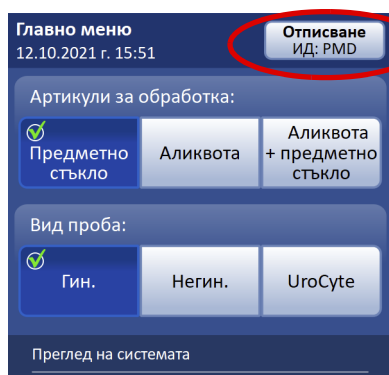 Главно меню
12.10.2021 г. 15:51
Отписване
ИД: PMD
Артикули за обработка:
Предметно
стъкло
Аликвота
Аликвота
+ предметно
стъкло
Вид проба:
Гин.
Негин.
UroCyte
Преглед на системата